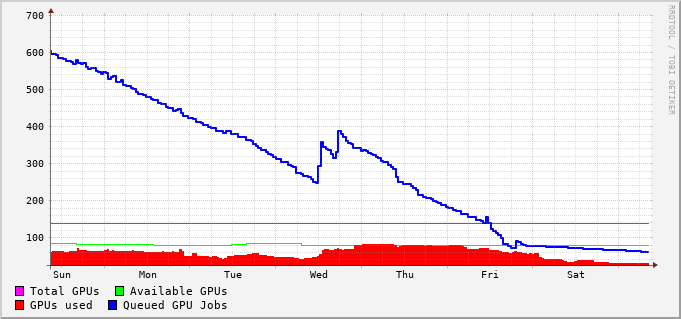 700
600
500
400
300
200
100
Sun Mon Tue Wed Thu Fri Sat
Total GPUs Available GPUs
GPUs used Queued GPU Jobs
RRDTOOL / TOBI OETIKER